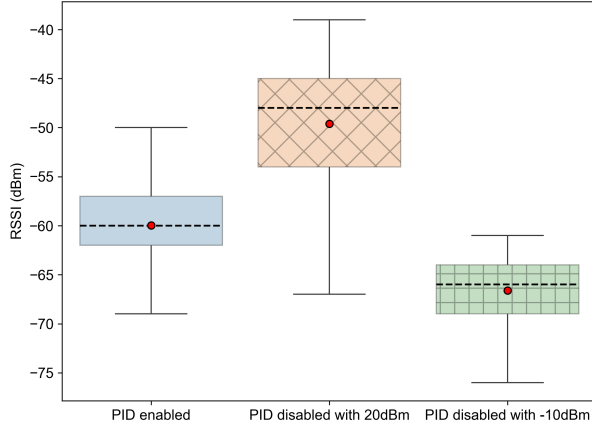 −40
−45
−50
−55
−60
−65
−70
−75
RSSI (dBm)
PID enabled
PID disabled with 20dBm
PID disabled with -10dBm